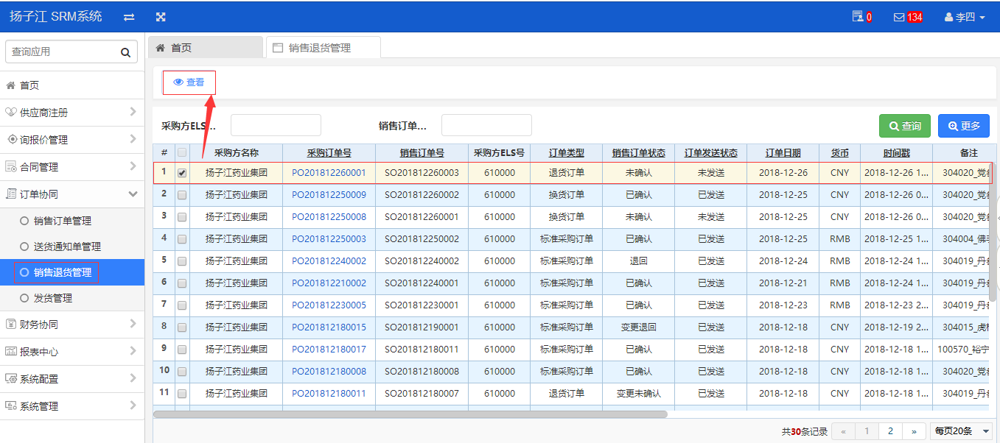 扬子江 SRM系统 0 134 李四
查询应用 首页 销售退货管理
首页
供应商注册
询报价管理
合同管理
订单协同
销售订单管理
送货通知单管理
销售退货管理
发货管理
财务协同
报表中心
系统配置
系统管理
查看
采购方ELS... 销售订单... 查询 更多
# 采购方名称 采购订单号 销售订单号 采购方ELS号 订单类型 销售订单状态 订单发送状态 订单日期 货币 时间戳 备注
1 扬子江药业集团 PO201812260001 SO201812260003 610000 退货订单 未确认 未发送 2018-12-26 CNY 2018-12-26 1... 304020_党
2 扬子江药业集团 PO201812250009 SO201812260002 610000 换货订单 已确认 已发送 2018-12-25 CNY 2018-12-26 0... 304020_党
3 扬子江药业集团 PO201812250008 SO201812260001 610000 换货订单 未确认 未发送 2018-12-25 CNY 2018-12-26 0... 304020_党
4 扬子江药业集团 PO201812250003 SO201812250002 610000 标准采购订单 已确认 已发送 2018-12-25 RMB 2018-12-25 1... 304004_佛
5 扬子江药业集团 PO201812240002 SO201812240002 610000 标准采购订单 退回 已发送 2018-12-24 RMB 2018-12-24 1... 304019_丹
6 扬子江药业集团 PO201812210002 SO201812240001 610000 标准采购订单 已确认 已发送 2018-12-21 RMB 2018-12-24 1... 304019_丹
7 扬子江药业集团 PO201812230005 SO201812230001 610000 标准采购订单 已确认 已发送 2018-12-23 RMB 2018-12-23 2... 304019_丹
8 扬子江药业集团 PO201812180015 SO201812190001 610000 标准采购订单 变更退回 已发送 2018-12-18 CNY 2018-12-19 2... 304015_虎
9 扬子江药业集团 PO201812180017 SO201812180011 610000 标准采购订单 已确认 已发送 2018-12-18 CNY 2018-12-18 1... 100570_裕宁
10 扬子江药业集团 PO201812180008 SO201812180008 610000 标准采购订单 已确认 已发送 2018-12-18 CNY 2018-12-18 1... 304020_党
11 扬子江药业集团 PO201812180011 SO201812180007 610000 退货订单 变更未确认 已发送 2018-12-18 CNY 2018-12-18 1... 304019_丹
共30条记录 « 1 2 » 每页20条